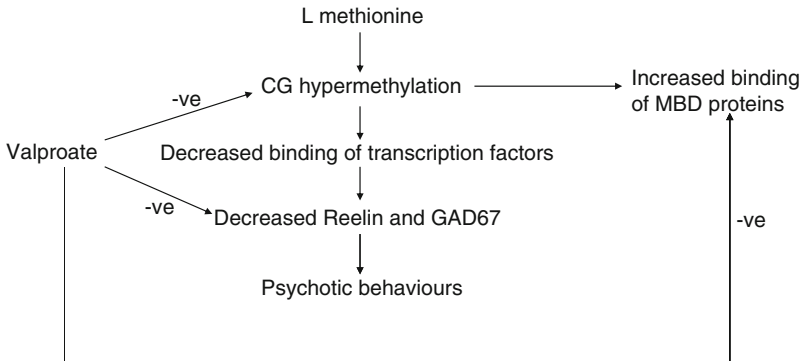 L methionine
-ve
CG hypermethylation
Increased binding
of MBD proteins
Valproate
Decreased binding of transcription factors
-ve
Decreased Reelin and GAD67
-ve
Psychotic behaviours